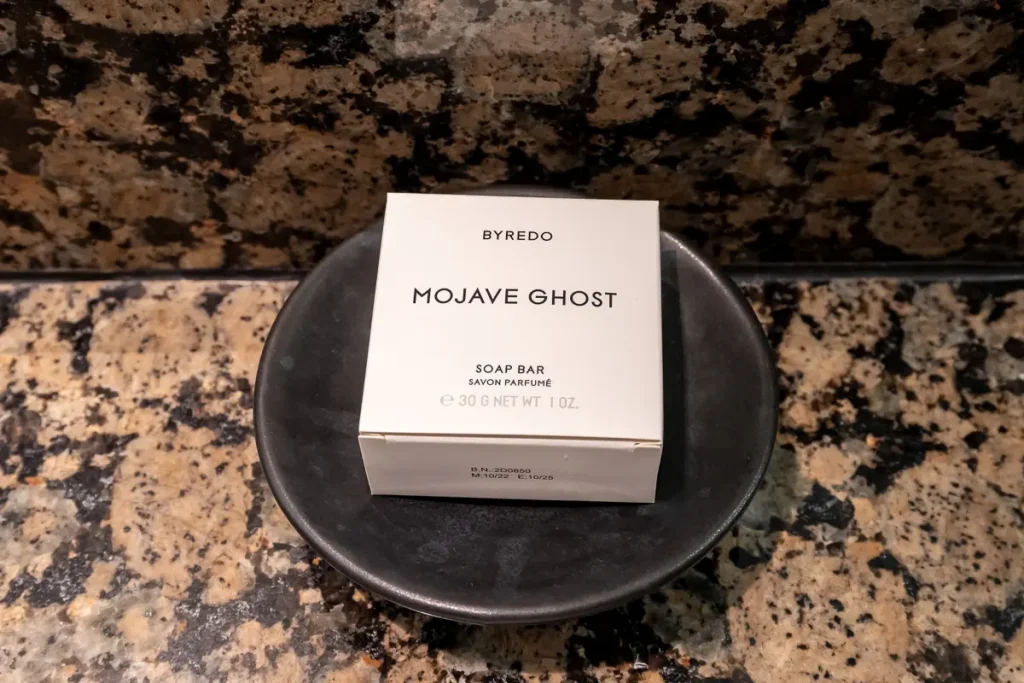 BYREDO
MOJAVE GHOST
SOAP BAR
SAVON PARFUMÉ
℮ 30 G NET WT 1 OZ.
B.N.:2D0850
M:10/22 E:10/25